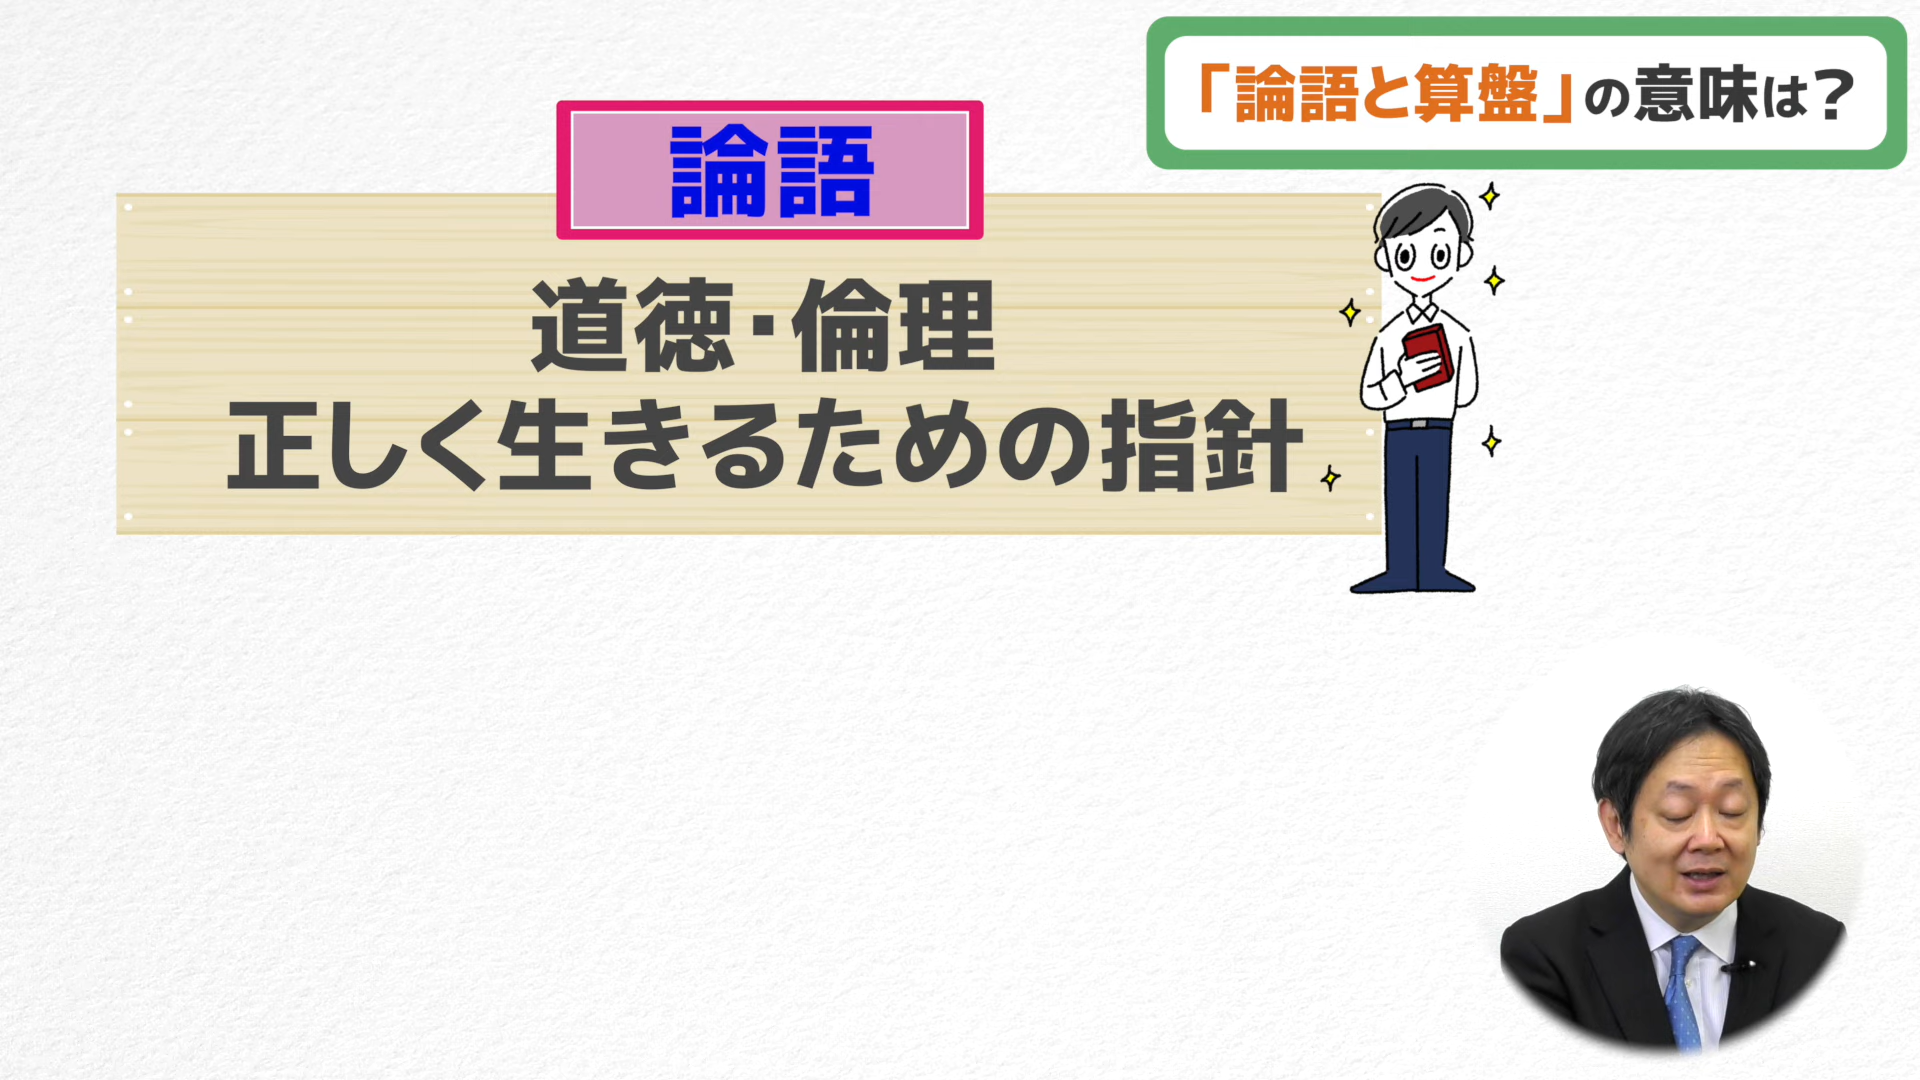 「論語と算盤」の意味は？
論語
道徳・倫理
正しく生きるための指針